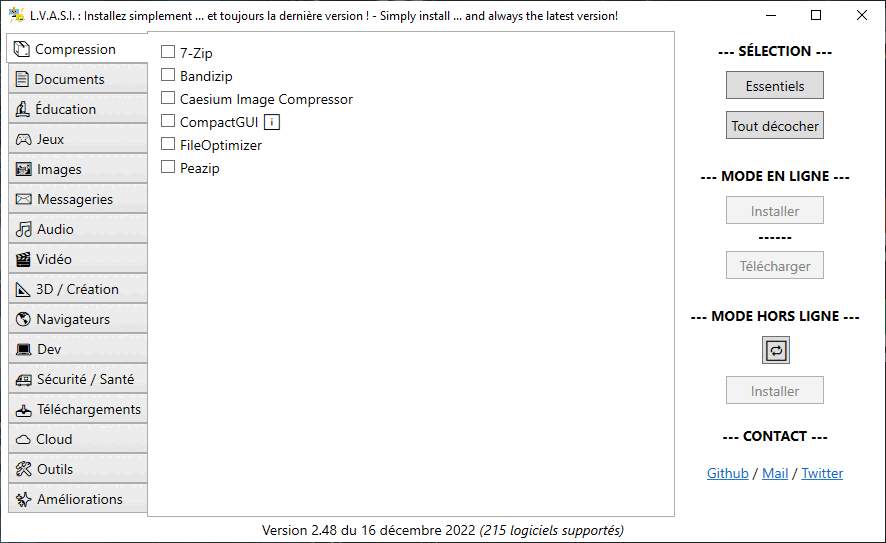 L.V.A.S.I. : Installez simplement ... et toujours la dernière version ! - Simply install ... and always the latest version!
Compression
Documents
Éducation
Jeux
Images
Messageries
Audio
Vidéo
3D / Création
Navigateurs
Dev
Sécurité / Santé
Téléchargements
Cloud
Outils
Améliorations
7-Zip
Bandizip
Caesium Image Compressor
CompactGUI i
FileOptimizer
Peazip
--- SÉLECTION ---
Essentiels
Tout décocher
--- MODE EN LIGNE ---
Installer
------
Télécharger
--- MODE HORS LIGNE ---
Installer
--- CONTACT ---
Github / Mail / Twitter
Version 2.48 du 16 décembre 2022 (215 logiciels supportés)